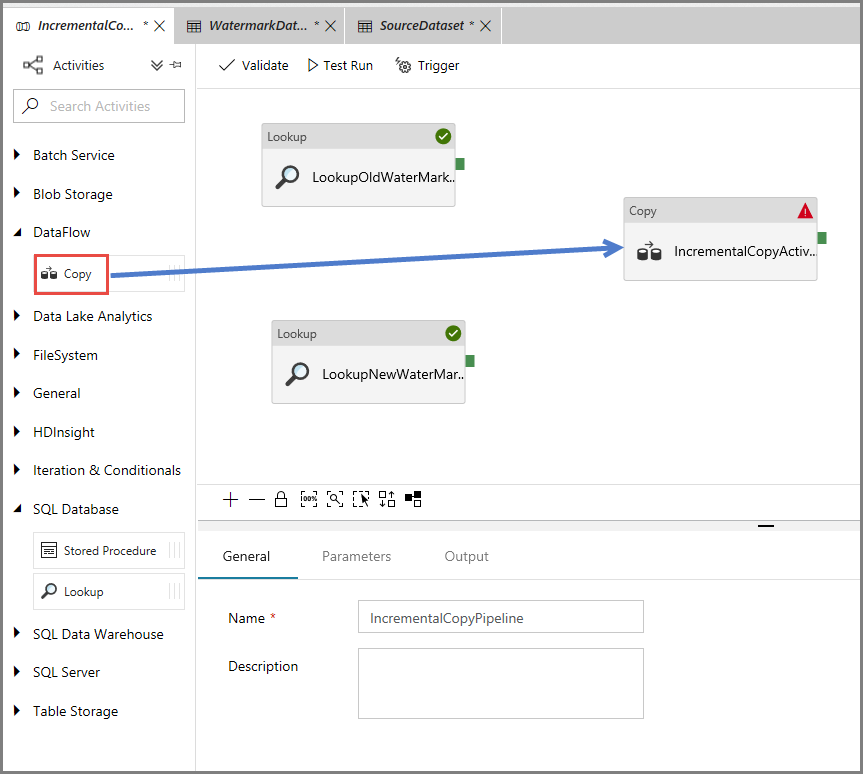 IncrementalCo... *
WatermarkDat... *
SourceDataset *
Activities
Search Activities
Batch Service
Blob Storage
DataFlow
Copy
Data Lake Analytics
FileSystem
General
HDInsight
Iteration & Conditionals
SQL Database
Stored Procedure
Lookup
SQL Data Warehouse
SQL Server
Table Storage
Validate
Test Run
Trigger
Lookup
LookupOldWaterMark..
Copy
IncrementalCopyActiv..
Lookup
LookupNewWaterMar..
100%
General
Parameters
Output
Name *
IncrementalCopyPipeline
Description